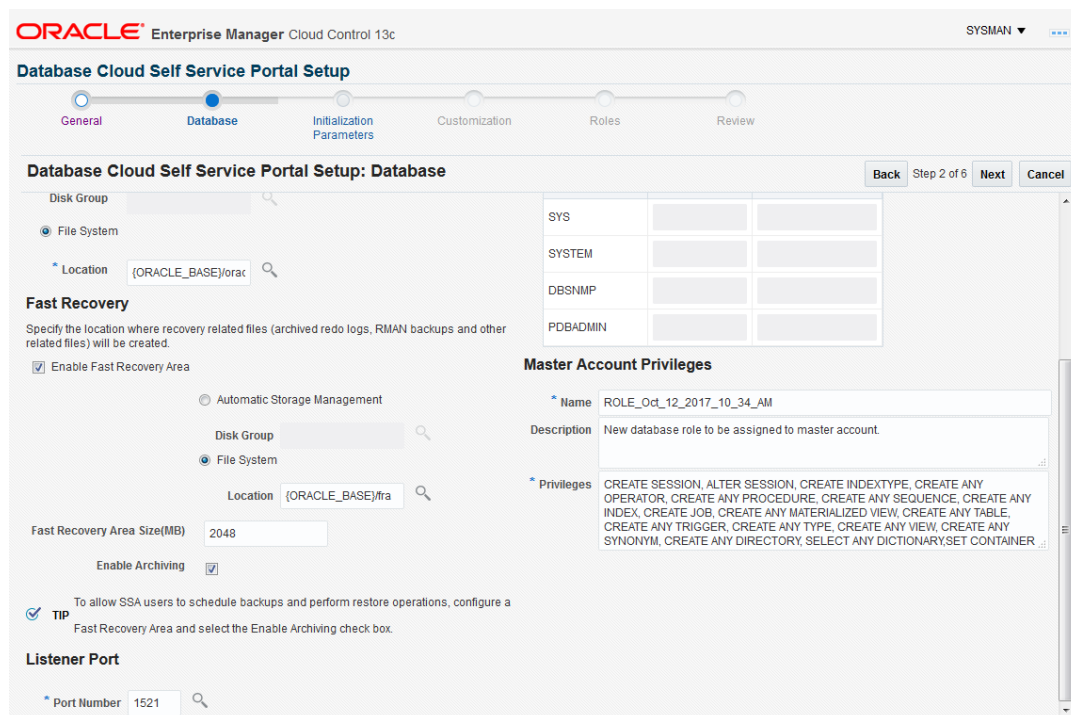 ORACLE Enterprise Manager Cloud Control 13c
SYSMAN
Database Cloud Self Service Portal Setup
General
Database
Initialization
Parameters
Customization
Roles
Review
Database Cloud Self Service Portal Setup: Database
Back Step 2 of 6 Next Cancel
Disk Group
File System
* Location {ORACLE_BASE}/orac
Fast Recovery
Specify the location where recovery related files (archived redo logs, RMAN backups and other
related files) will be created.
Enable Fast Recovery Area
Automatic Storage Management
Disk Group
File System
Location {ORACLE_BASE}/fra
Fast Recovery Area Size(MB) 2048
Enable Archiving
TIP To allow SSA users to schedule backups and perform restore operations, configure a
Fast Recovery Area and select the Enable Archiving check box.
Listener Port
* Port Number 1521
SYS
SYSTEM
DBSNMP
PDBADMIN
Master Account Privileges
* Name ROLE_Oct_12_2017_10_34_AM
Description New database role to be assigned to master account.
* Privileges CREATE SESSION, ALTER SESSION, CREATE INDEXTYPE, CREATE ANY
OPERATOR, CREATE ANY PROCEDURE, CREATE ANY SEQUENCE, CREATE ANY
INDEX, CREATE JOB, CREATE ANY MATERIALIZED VIEW, CREATE ANY TABLE,
CREATE ANY TRIGGER, CREATE ANY TYPE, CREATE ANY VIEW, CREATE ANY
SYNONYM, CREATE ANY DIRECTORY, SELECT ANY DICTIONARY,SET CONTAINER